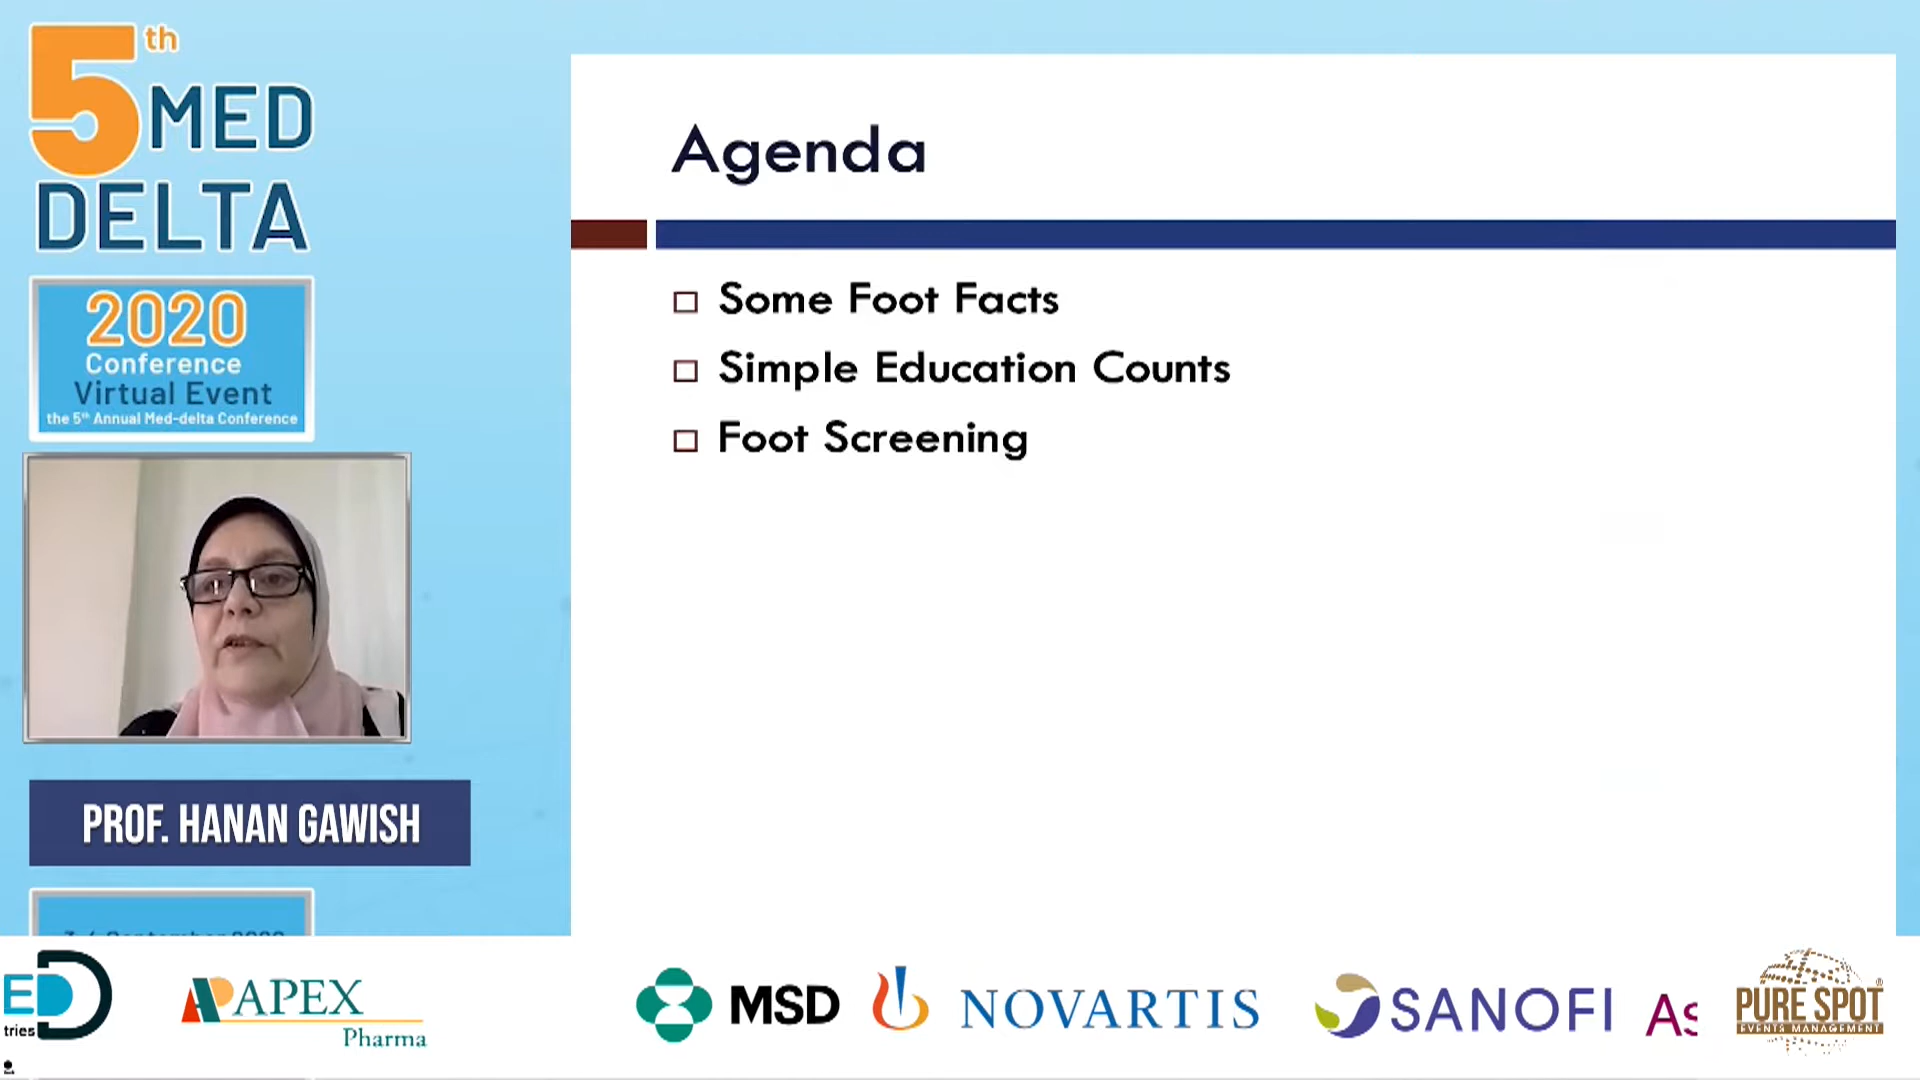 5th MED
DELTA
2020
Conference
Virtual Event
the 5th Annual Med-delta Conference
PROF. HANAN GAWISH
Agenda
Some Foot Facts
Simple Education Counts
Foot Screening
ED
tries
APEX
Pharma
MSD
NOVARTIS
SANOFI
As
PURE SPOT®
EVENTS MANAGEMENT